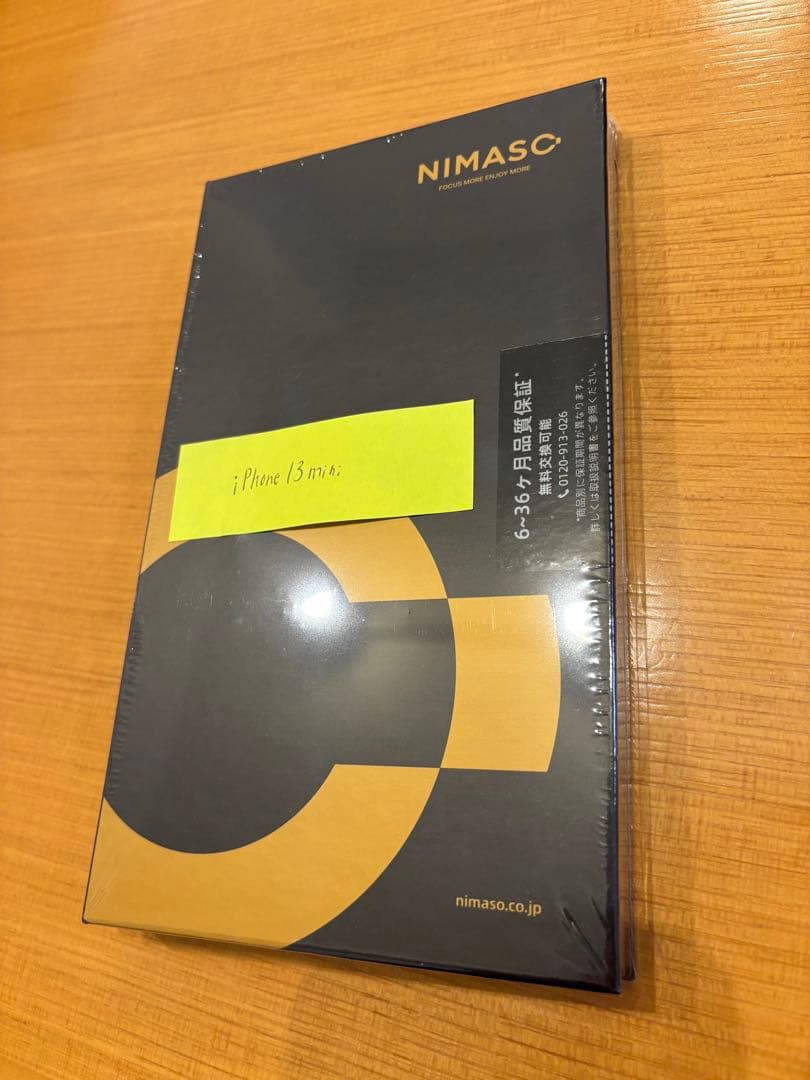 NIMASO
FOCUS MORE ENJOY MORE
iPhone 13 mini
6~36ヶ月品質保証*
無料交換可能
0120-913-026
*商品別に保証期間が異なります。
詳しくは取扱説明書をご参照ください。
nimaso.co.jp